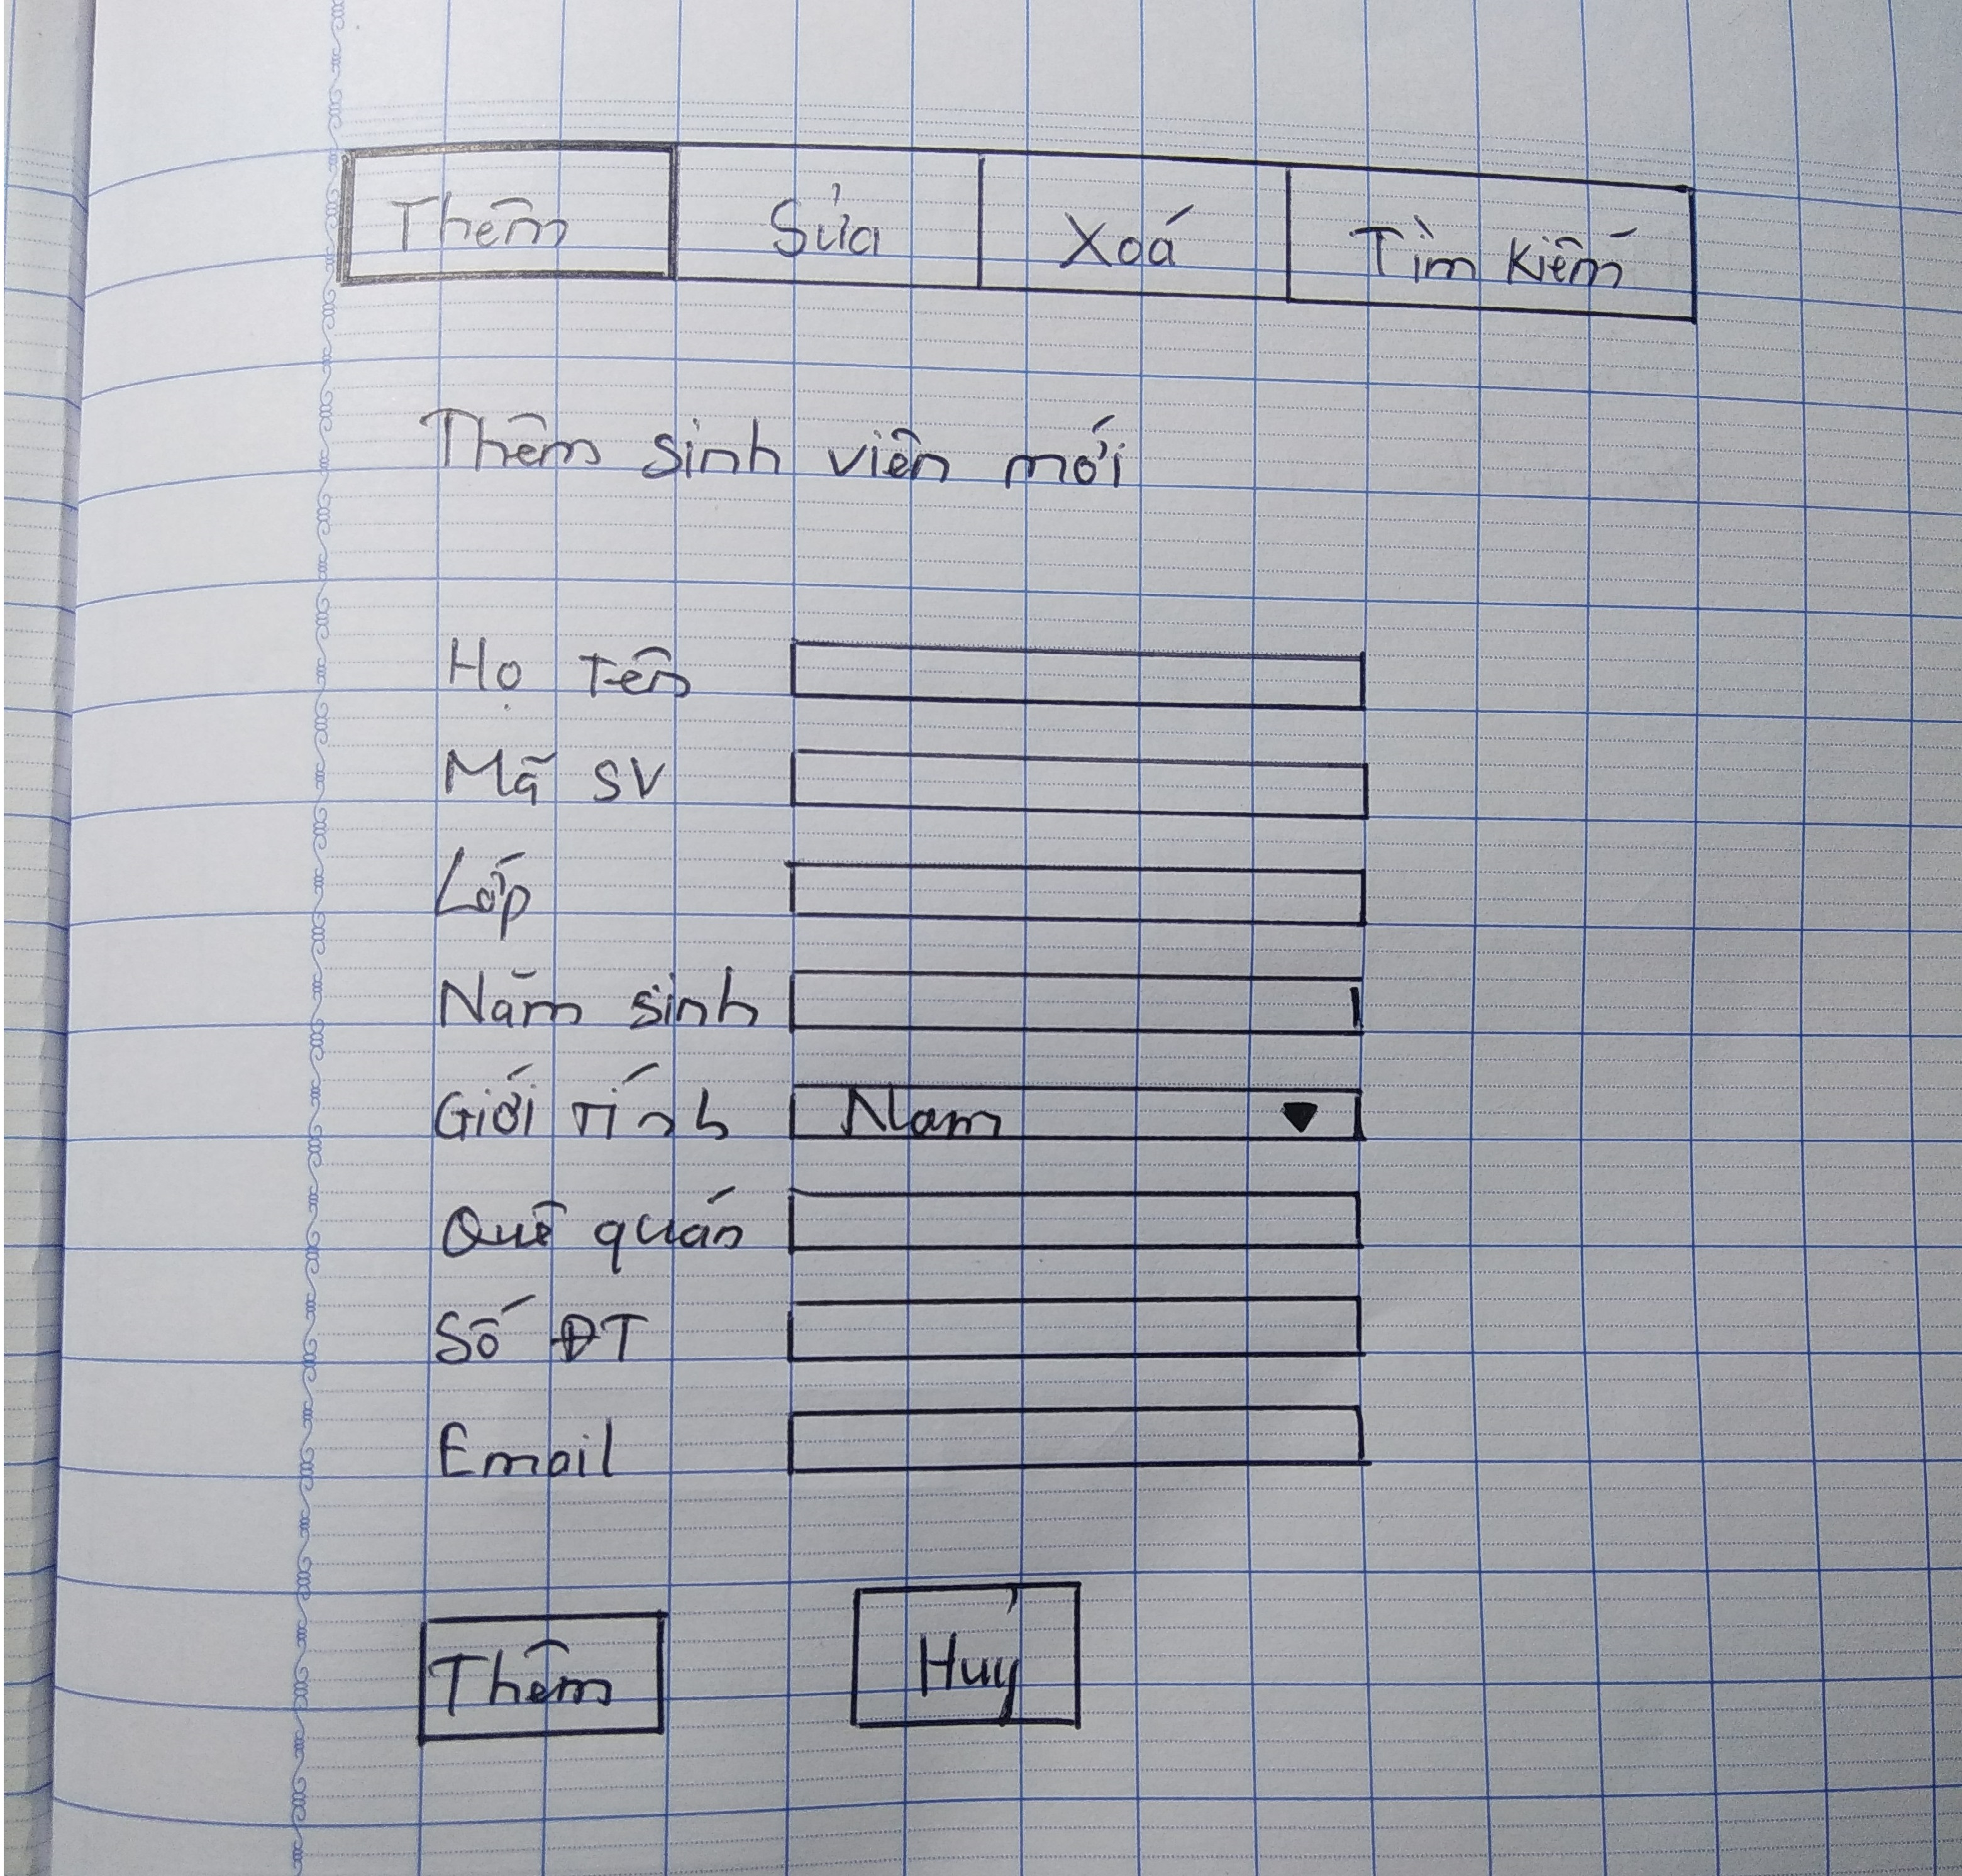 Thêm Sửa Xoá Tìm kiếm
Thêm sinh viên mới
Họ Tên
Mã SV
Lớp
Năm sinh
Giới Tính Nam
Quê quán
Số ĐT
Email
Thêm Huỷ